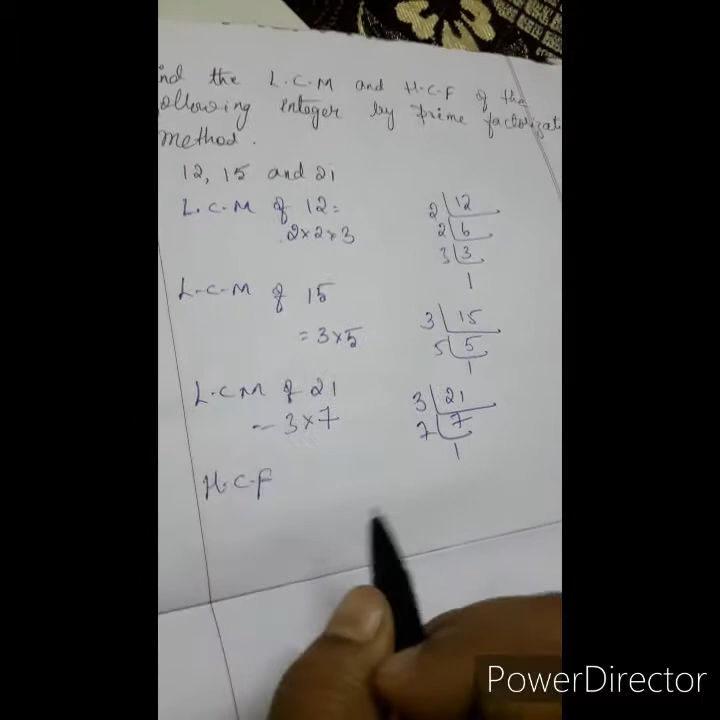 nd the L.C.M and H.C.F of the
ollowing integer by prime factorizati
method.
12, 15 and 21
L.C.M of 12 =
2×2×3
2 12
2 6
3 3
1
L-C-M of 15
= 3×5
3 15
5 5
1
L.C.M of 21
- 3×7
3 21
7 7
1
H.C.F
PowerDirector